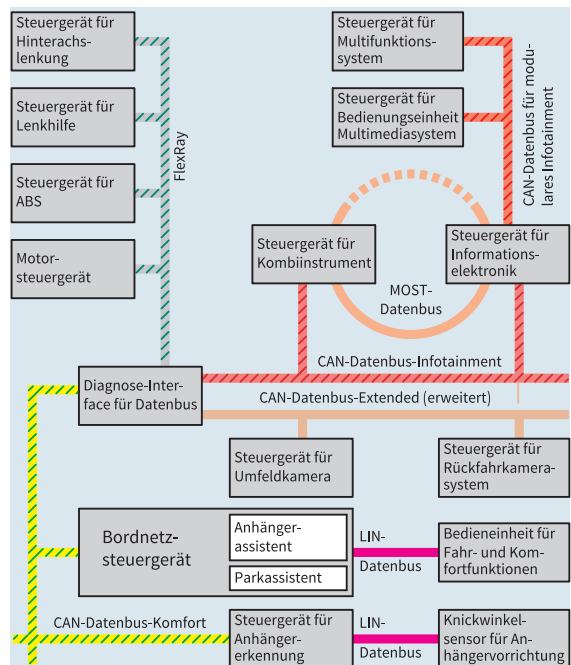 Steuergerät für
Hinterachs-
lenkung
Steuergerät für
Lenkhilfe
Steuergerät für
ABS
Motor-
steuergerät
FlexRay
Steuergerät für
Multifunktions-
system
Steuergerät für
Bedienungseinheit
Multimediasystem
CAN-Datenbus für modu-
lares Infotainment
Steuergerät für
Kombiinstrument
Steuergerät für
Informations-
elektronik
MOST-
Datenbus
CAN-Datenbus-Infotainment
Diagnose-Inter-
face für Datenbus
CAN-Datenbus-Extended (erweitert)
Steuergerät für
Umfeldkamera
Steuergerät für
Rückfahrkamera-
system
Bordnetz-
steuergerät
Anhänger-
assistent
Parkassistent
LIN-
Datenbus
Bedieneinheit für
Fahr- und Kom-
fortfunktionen
CAN-Datenbus-Komfort
Steuergerät für
Anhänger-
erkennung
LIN-
Datenbus
Knickwinkel-
sensor für An-
hängervorrichtung